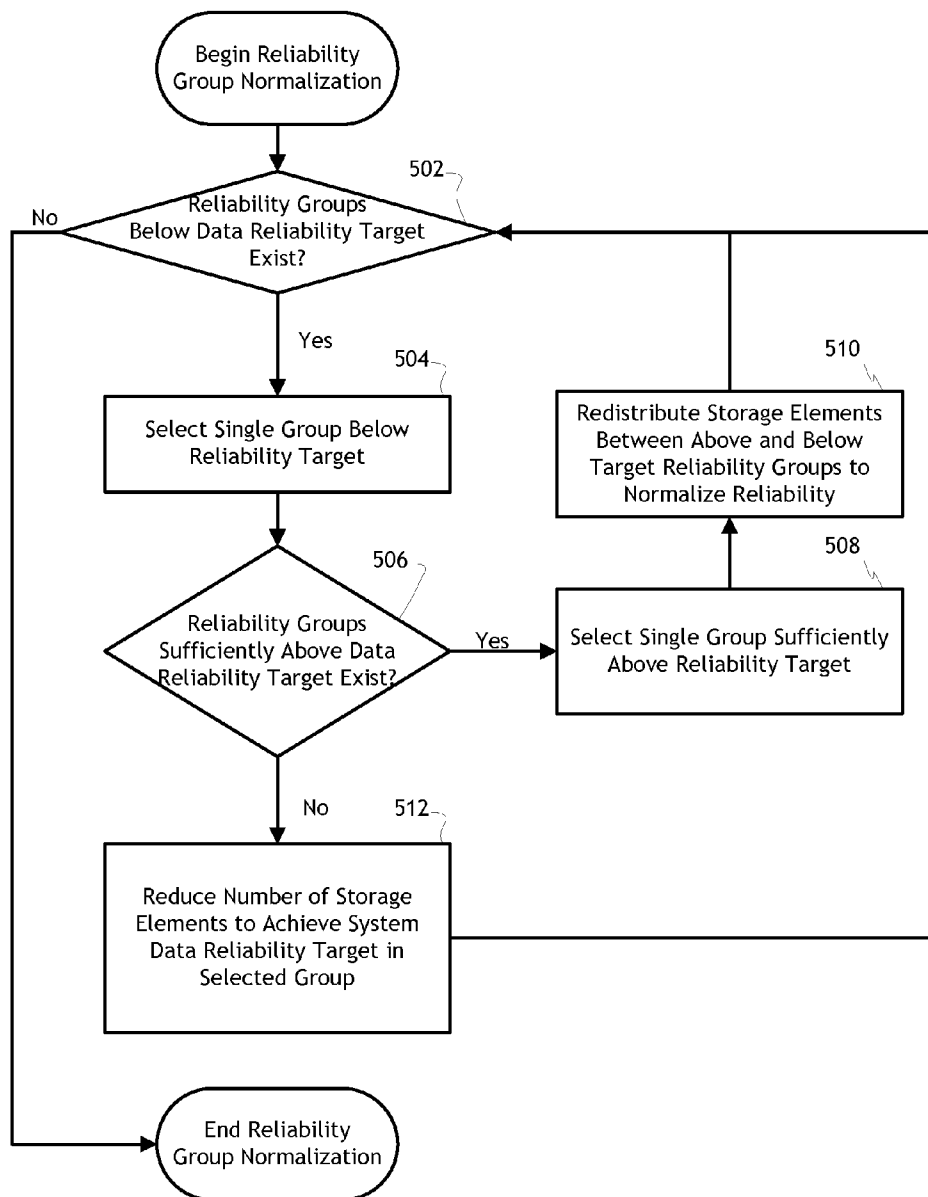 Begin Reliability
Group Normalization
502
No
Reliability Groups
Below Data Reliability Target
Exist?
Yes
504
Select Single Group Below
Reliability Target
510
Redistribute Storage Elements
Between Above and Below
Target Reliability Groups to
Normalize Reliability
506
Reliability Groups
Sufficiently Above Data
Reliability Target Exist?
Yes
508
Select Single Group Sufficiently
Above Reliability Target
No
512
Reduce Number of Storage
Elements to Achieve System
Data Reliability Target in
Selected Group
End Reliability
Group Normalization